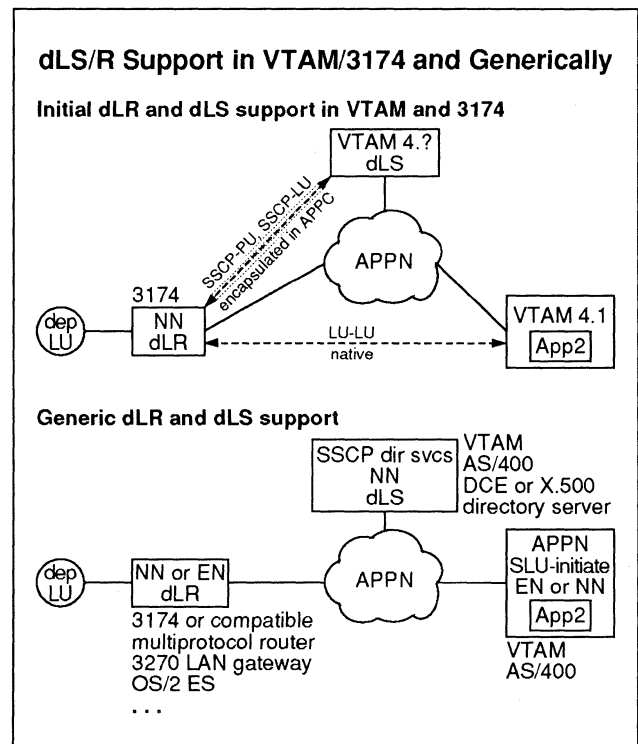 dLS/R Support in VTAM/3174 and Generically
Initial dLR and dLS support in VTAM and 3174
VTAM 4.?
dLS
SSCP-PU, SSCP-LU
encapsulated in APPC
APPN
3174
dep
LU
NN
dLR
LU-LU
native
VTAM 4.1
App2
Generic dLR and dLS support
SSCP dir svcs
NN
dLS
VTAM
AS/400
DCE or X.500
directory server
dep
LU
NN or EN
dLR
3174 or compatible
multiprotocol router
3270 LAN gateway
OS/2 ES
. . .
APPN
APPN
SLU-initiate
EN or NN
App2
VTAM
AS/400